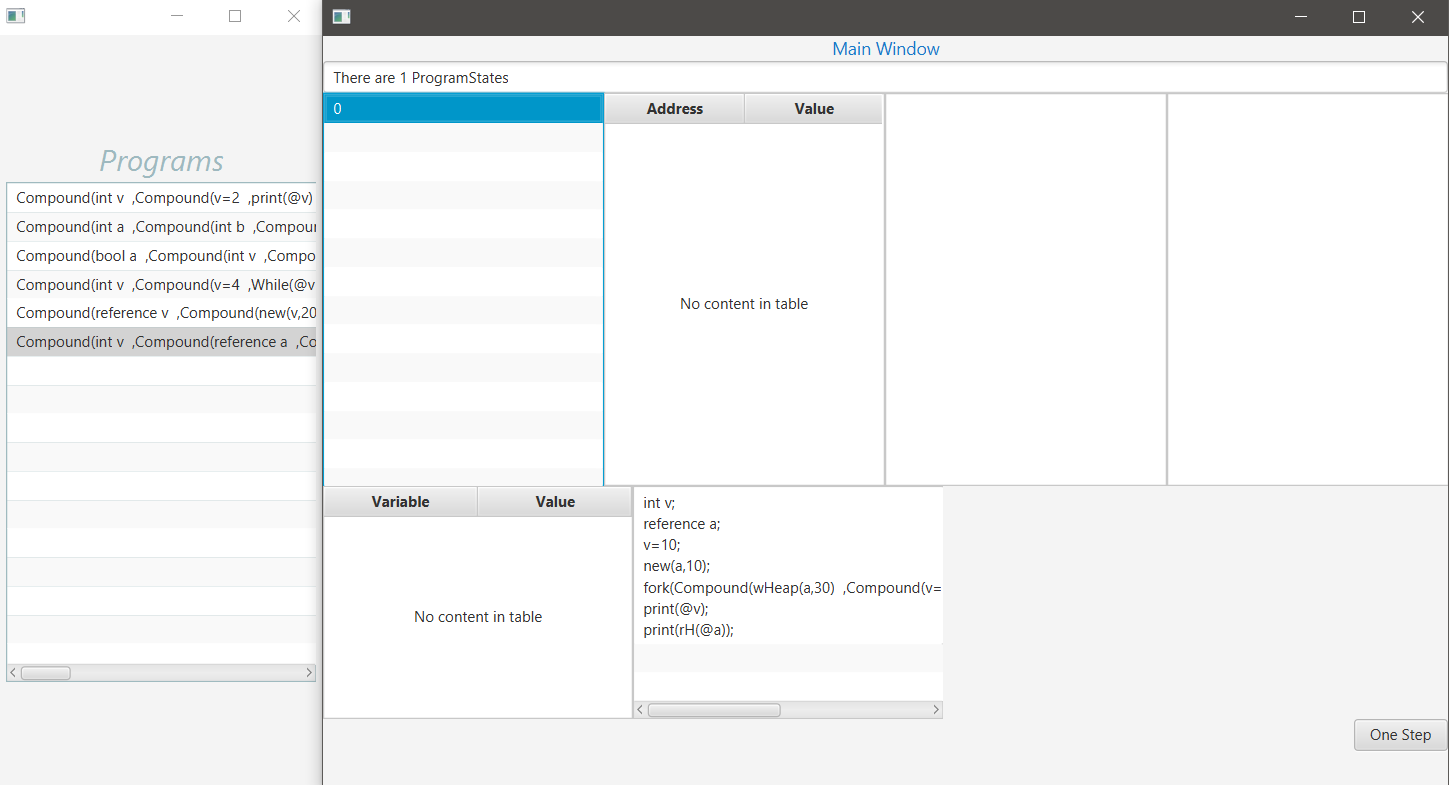 Programs
Compound(int v  ,Compound(v=2  ,print(@v)
Compound(int a  ,Compound(int b  ,Compour
Compound(bool a  ,Compound(int v  ,Compo
Compound(int v  ,Compound(v=4  ,While(@v
Compound(reference v  ,Compound(new(v,20
Compound(int v  ,Compound(reference a  ,Co
Main Window
There are 1 ProgramStates
0
Address Value
No content in table
Variable Value
No content in table
int v;
reference a;
v=10;
new(a,10);
fork(Compound(wHeap(a,30)  ,Compound(v=
print(@v);
print(rH(@a));
One Step